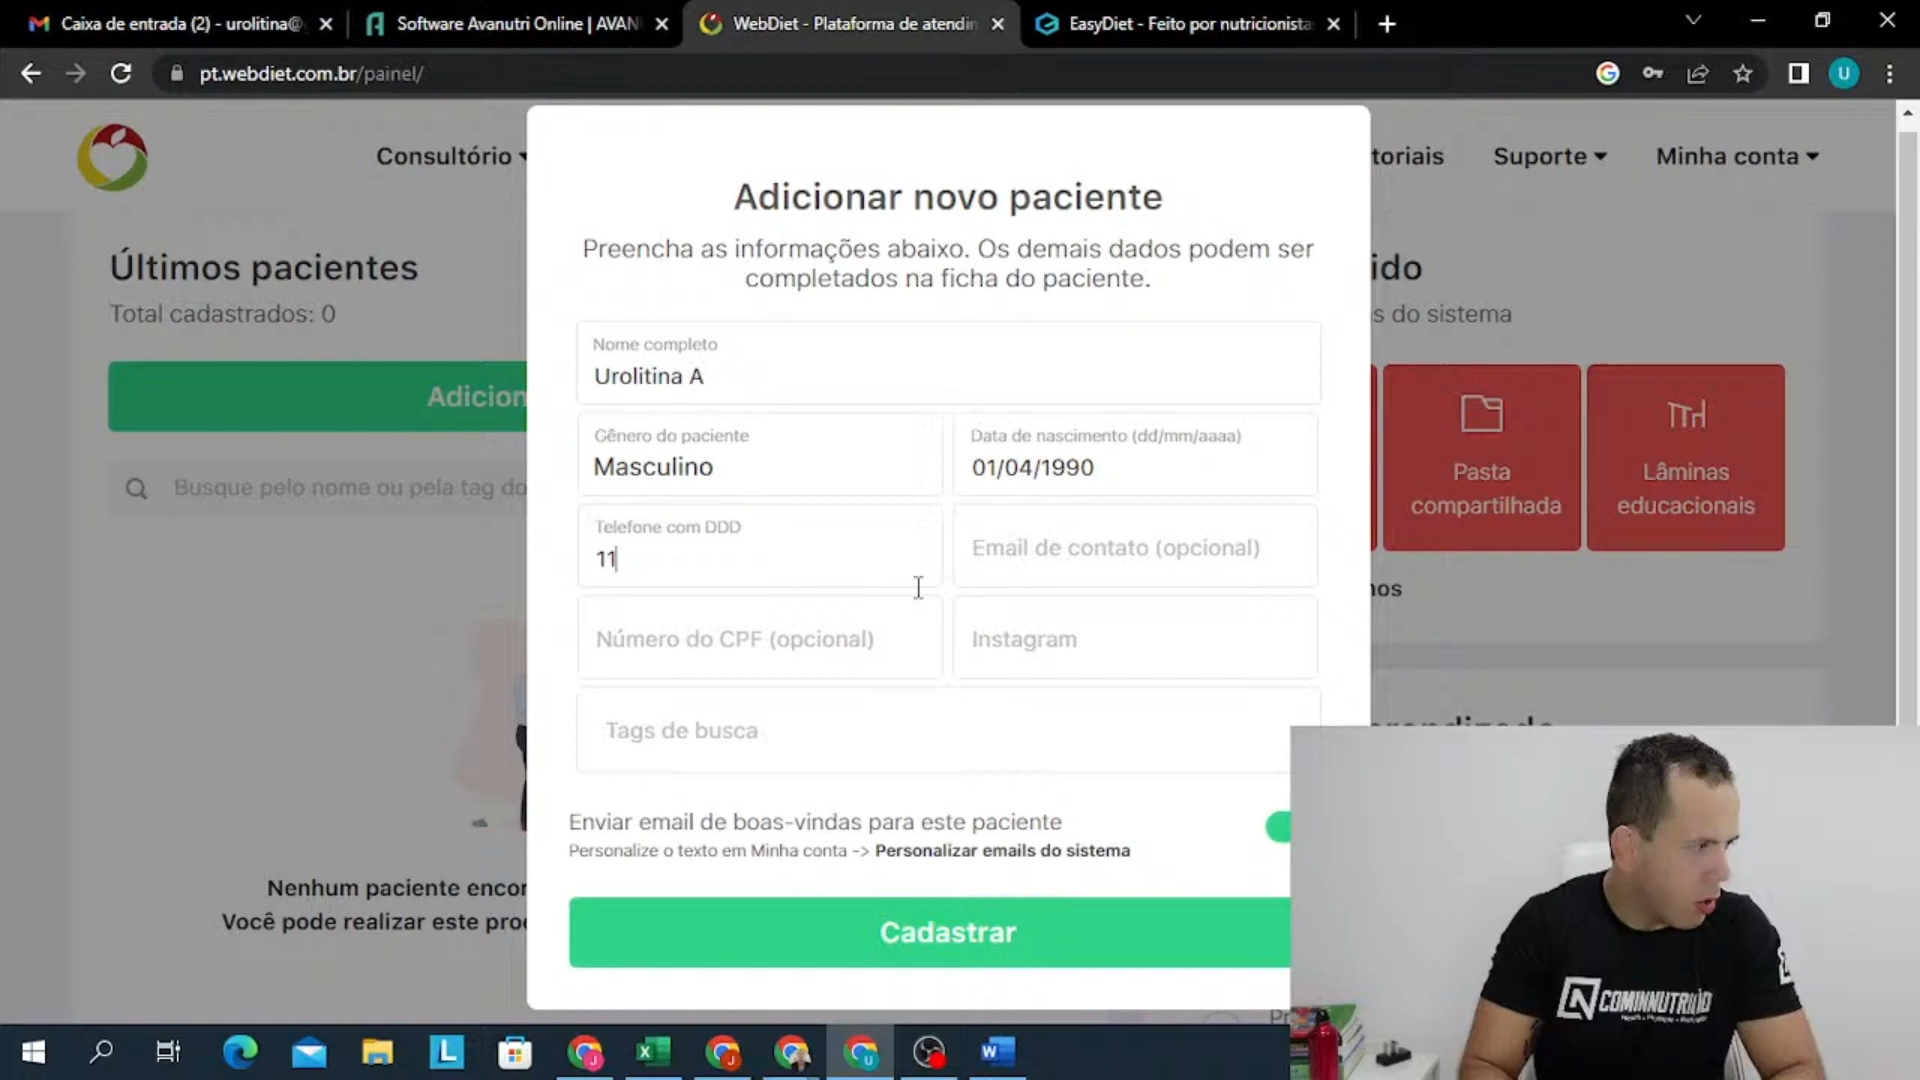 Caixa de entrada (2) - urolitina@
Software Avanutri Online | AVAN
WebDiet - Plataforma de atendin
EasyDiet - Feito por nutricionista
pt.webdiet.com.br/painel/
U
Consultório
toriais
Suporte
Minha conta
Últimos pacientes
Total cadastrados: 0
Adicion
Busque pelo nome ou pela tag do
Nenhum paciente encor
Você pode realizar este pro
Adicionar novo paciente
Preencha as informações abaixo. Os demais dados podem ser
completados na ficha do paciente.
Nome completo
Urolitina A
Gênero do paciente
Masculino
Data de nascimento (dd/mm/aaaa)
01/04/1990
Telefone com DDD
11
Email de contato (opcional)
Número do CPF (opcional)
Instagram
Tags de busca
Enviar email de boas-vindas para este paciente
Personalize o texto em Minha conta -> Personalizar emails do sistema
Cadastrar
ido
s do sistema
Pasta
compartilhada
Lâminas
educacionais
nos
COMINNUTRIÇÃO